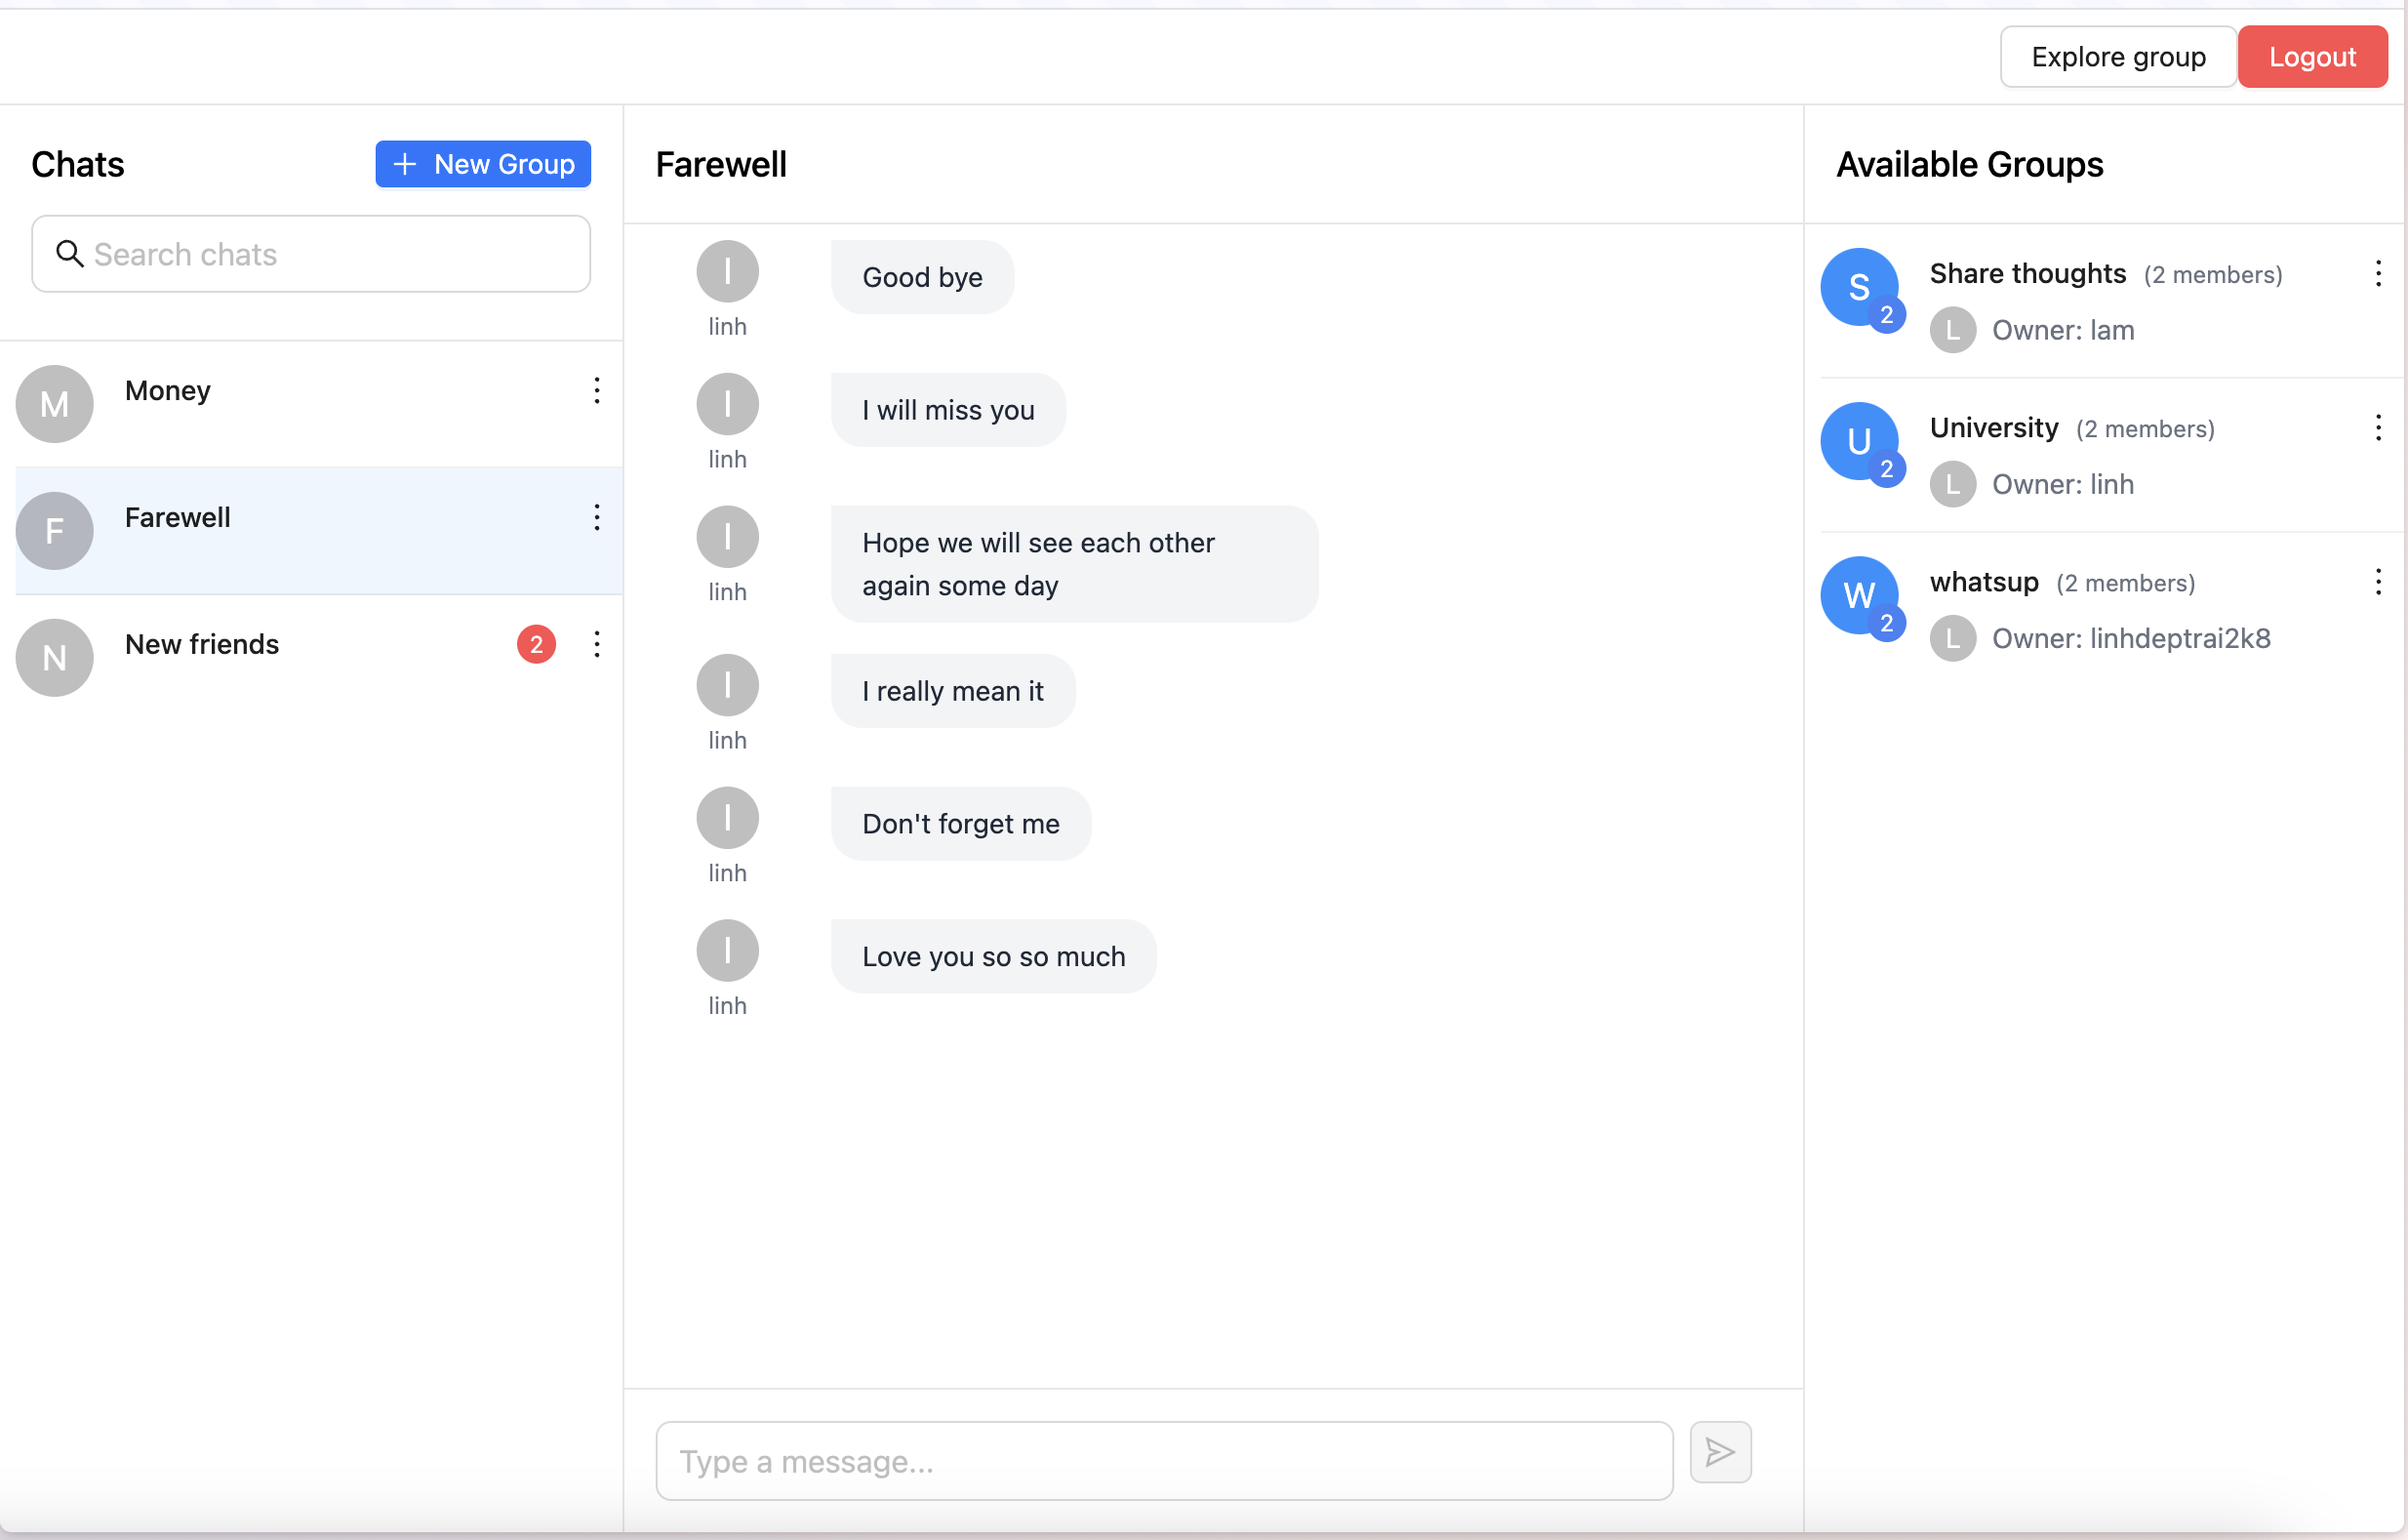 Explore group
Logout
Chats
New Group
Search chats
M
Money
F
Farewell
N
New friends
2
Farewell
l
Good bye
linh
l
I will miss you
linh
l
Hope we will see each other
again some day
linh
l
I really mean it
linh
l
Don't forget me
linh
l
Love you so so much
linh
Type a message...
Available Groups
S
2
Share thoughts (2 members)
L
Owner: lam
U
2
University (2 members)
L
Owner: linh
W
2
whatsup (2 members)
L
Owner: linhdeptrai2k8